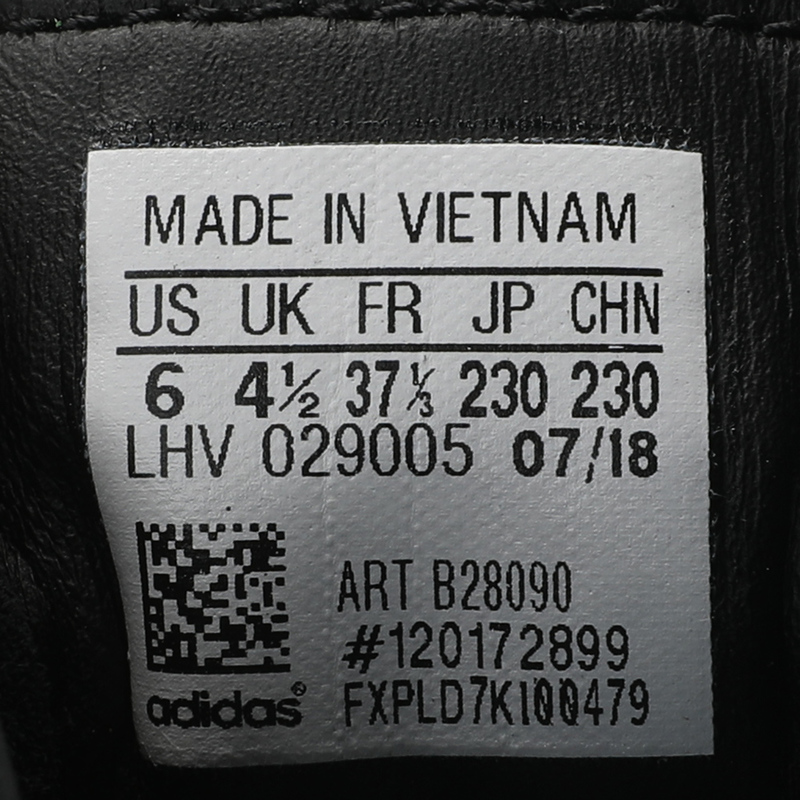 MADE IN VIETNAM
US UK FR JP CHN
6 4½ 37⅓ 230 230
LHV 029005 07/18
ART B28090
#120172899
adidas® FXPLD7KI00479